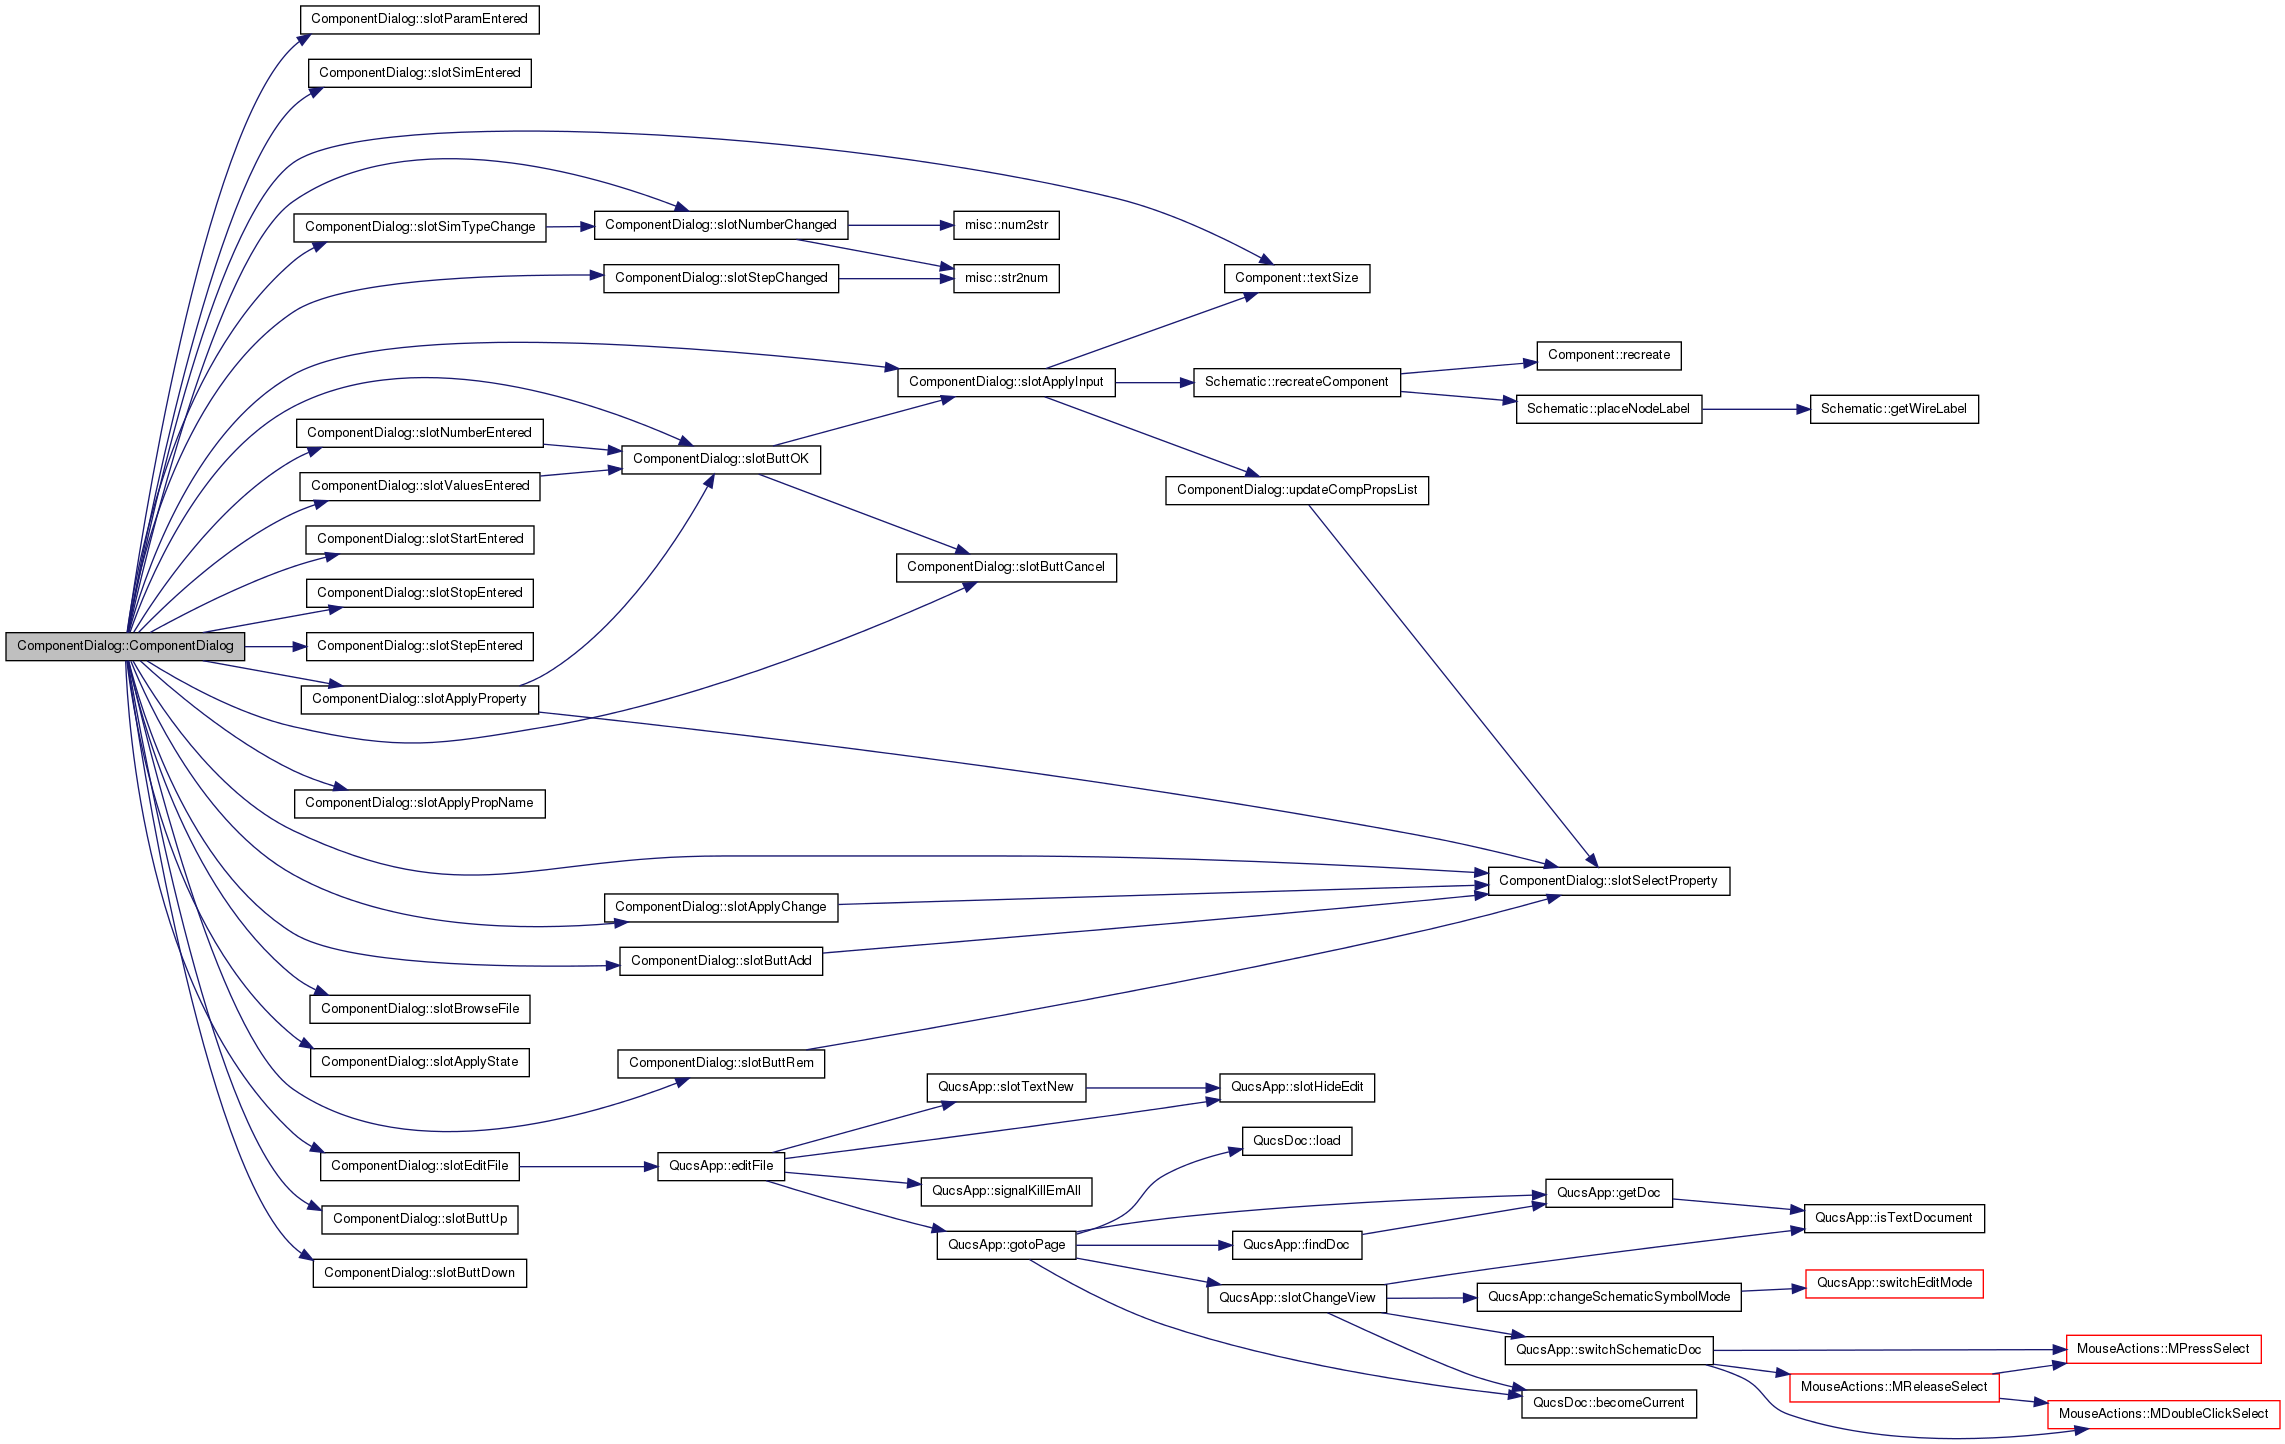 ComponentDialog::slotParamEntered
ComponentDialog::slotSimEntered
ComponentDialog::slotSimTypeChange
ComponentDialog::slotNumberChanged
misc::num2str
ComponentDialog::slotStepChanged
misc::str2num
Component::textSize
Component::recreate
ComponentDialog::slotApplyInput
Schematic::recreateComponent
Schematic::placeNodeLabel
Schematic::getWireLabel
ComponentDialog::slotNumberEntered
ComponentDialog::slotButtOK
ComponentDialog::slotValuesEntered
ComponentDialog::updateCompPropsList
ComponentDialog::slotStartEntered
ComponentDialog::slotButtCancel
ComponentDialog::slotStopEntered
ComponentDialog::ComponentDialog
ComponentDialog::slotStepEntered
ComponentDialog::slotApplyProperty
ComponentDialog::slotApplyPropName
ComponentDialog::slotSelectProperty
ComponentDialog::slotApplyChange
ComponentDialog::slotButtAdd
ComponentDialog::slotBrowseFile
ComponentDialog::slotApplyState
ComponentDialog::slotButtRem
QucsApp::slotTextNew
QucsApp::slotHideEdit
QucsDoc::load
ComponentDialog::slotEditFile
QucsApp::editFile
QucsApp::signalKillEmAll
QucsApp::getDoc
ComponentDialog::slotButtUp
QucsApp::isTextDocument
QucsApp::gotoPage
QucsApp::findDoc
ComponentDialog::slotButtDown
QucsApp::slotChangeView
QucsApp::changeSchematicSymbolMode
QucsApp::switchEditMode
QucsApp::switchSchematicDoc
MouseActions::MPressSelect
MouseActions::MReleaseSelect
QucsDoc::becomeCurrent
MouseActions::MDoubleClickSelect